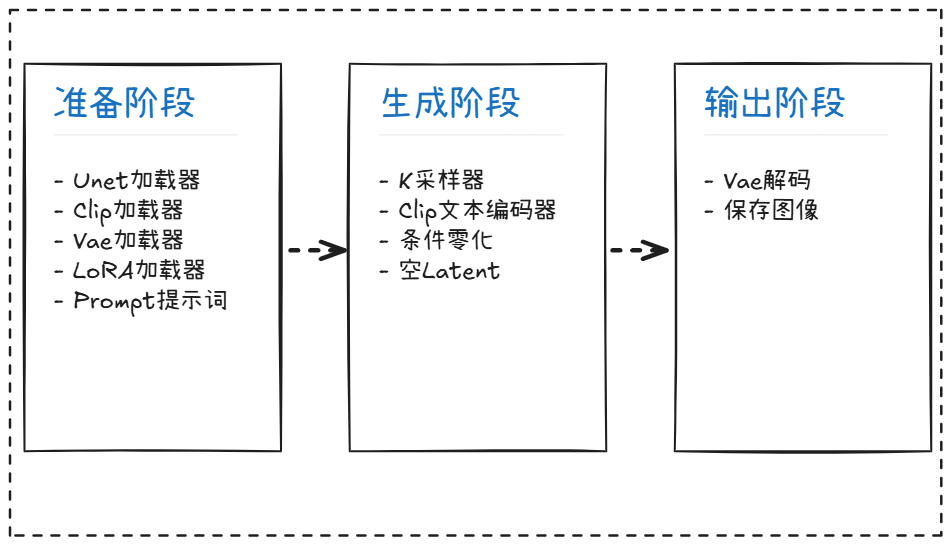 准备阶段
- Unet加载器
- Clip加载器
- Vae加载器
- LoRA加载器
- Prompt提示词
生成阶段
- K采样器
- Clip文本编码器
- 条件零化
- 空Latent
输出阶段
- Vae解码
- 保存图像